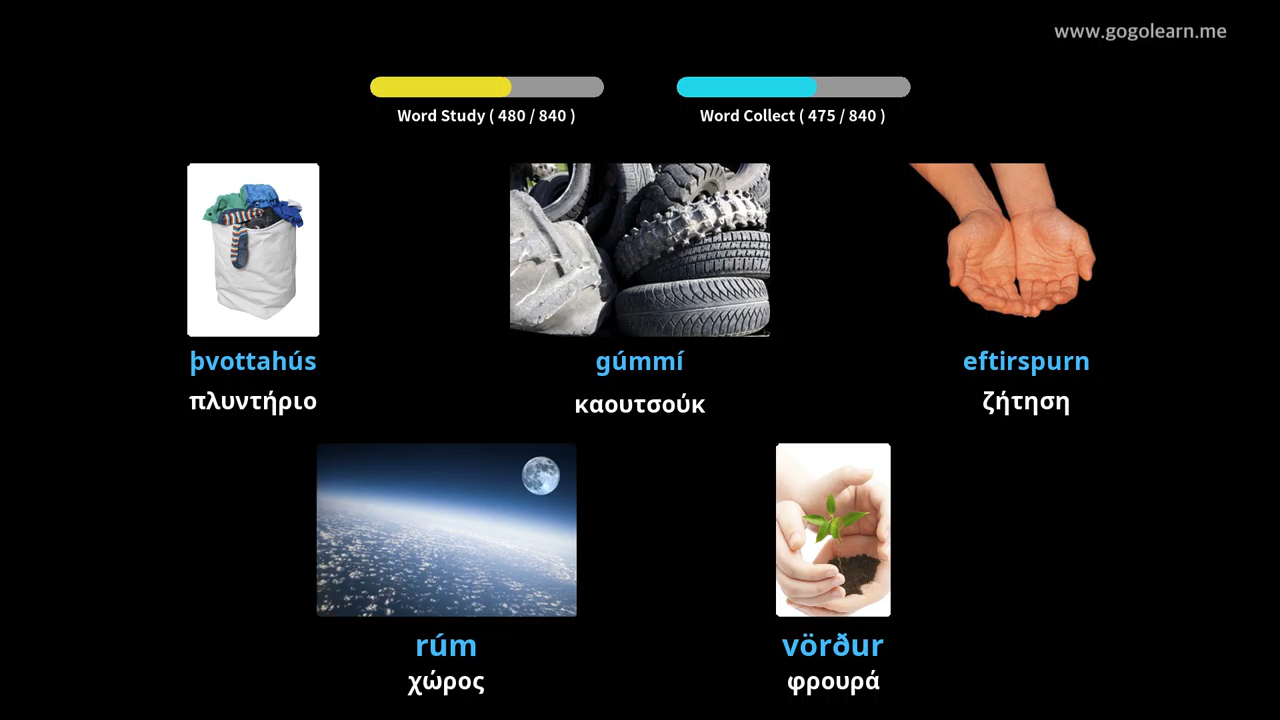 www.gogolearn.me
Word Study ( 480 / 840 )
Word Collect ( 475 / 840 )
þvottahús
πλυντήριο
gúmmí
καουτσούκ
eftirspurn
ζήτηση
rúm
χώρος
vörður
φρουρά